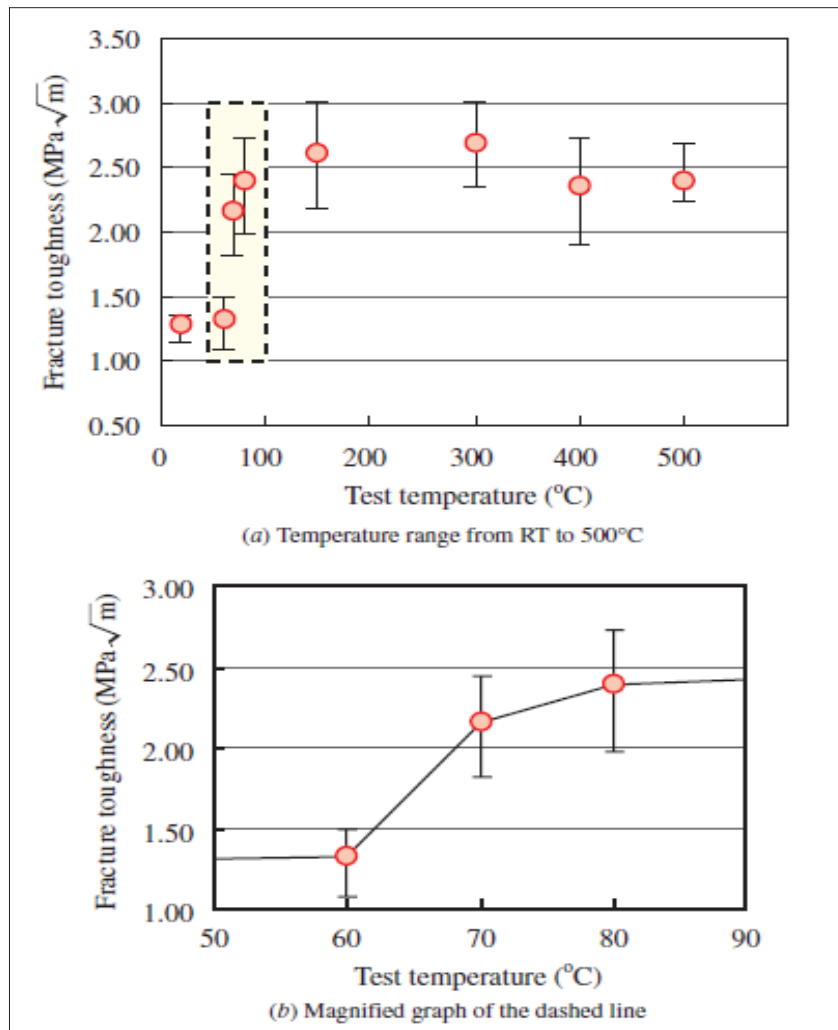 Fracture toughness (MPa√m)
3.50
3.00
2.50
2.00
1.50
1.00
0.50
0 100 200 300 400 500
Test temperature (°C)
(a) Temperature range from RT to 500°C
Fracture toughness (MPa√m)
3.00
2.50
2.00
1.50
1.00
50 60 70 80 90
Test temperature (°C)
(b) Magnified graph of the dashed line